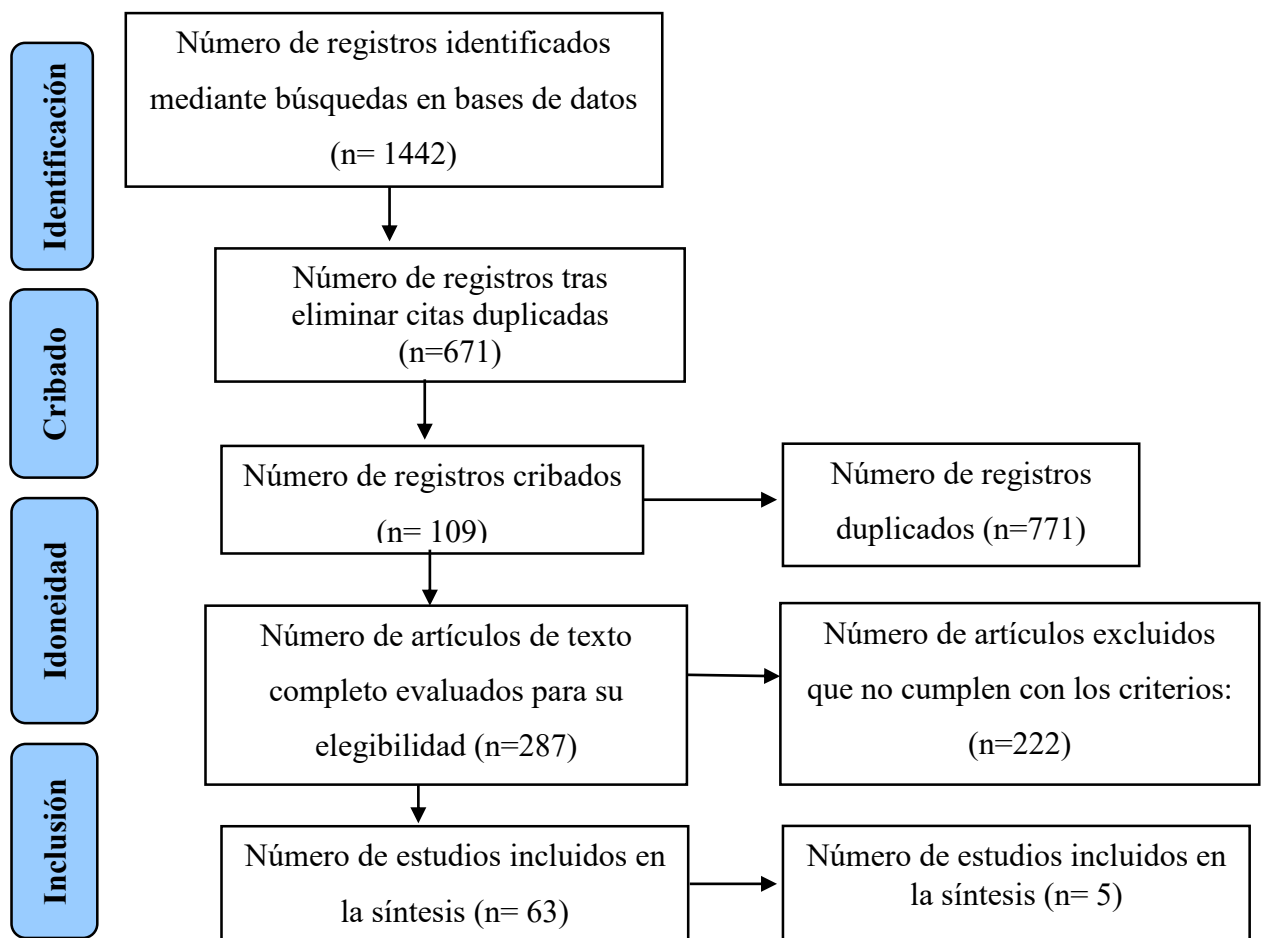 Identificación
Número de registros identificados
mediante búsquedas en bases de datos
(n= 1442)
Número de registros tras
eliminar citas duplicadas
(n=671)
Cribado
Número de registros cribados
(n= 109)
Número de registros
duplicados (n=771)
Idoneidad
Número de artículos de texto
completo evaluados para su
elegibilidad (n=287)
Número de artículos excluidos
que no cumplen con los criterios:
(n=222)
Inclusión
Número de estudios incluidos en
la síntesis (n= 63)
Número de estudios incluidos en
la síntesis (n= 5)